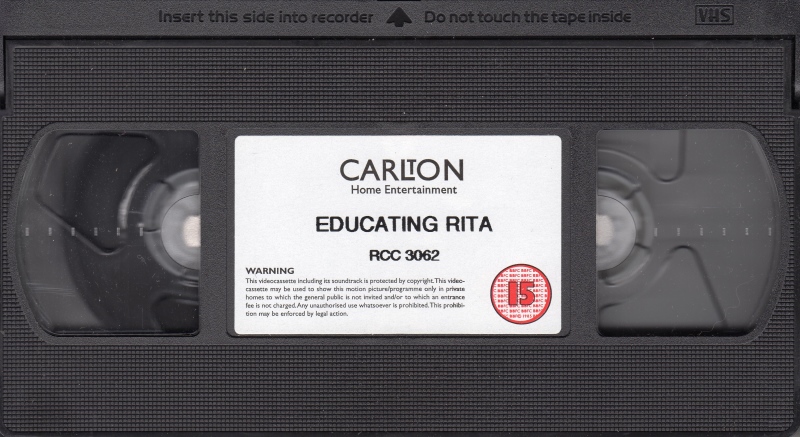 Insert this side into recorder Do not touch the tape inside VHS
CARLTON
Home Entertainment
EDUCATING RITA
RCC 3062
WARNING
This videocassette including its soundtrack is protected by copyright. This video-
cassette may be used to show this motion picture/programme only in private
homes to which the general public is not invited and/or to which an entrance
fee is not charged. Any unauthorised use whatsoever is prohibited. This prohibi-
tion may be enforced by legal action.
15